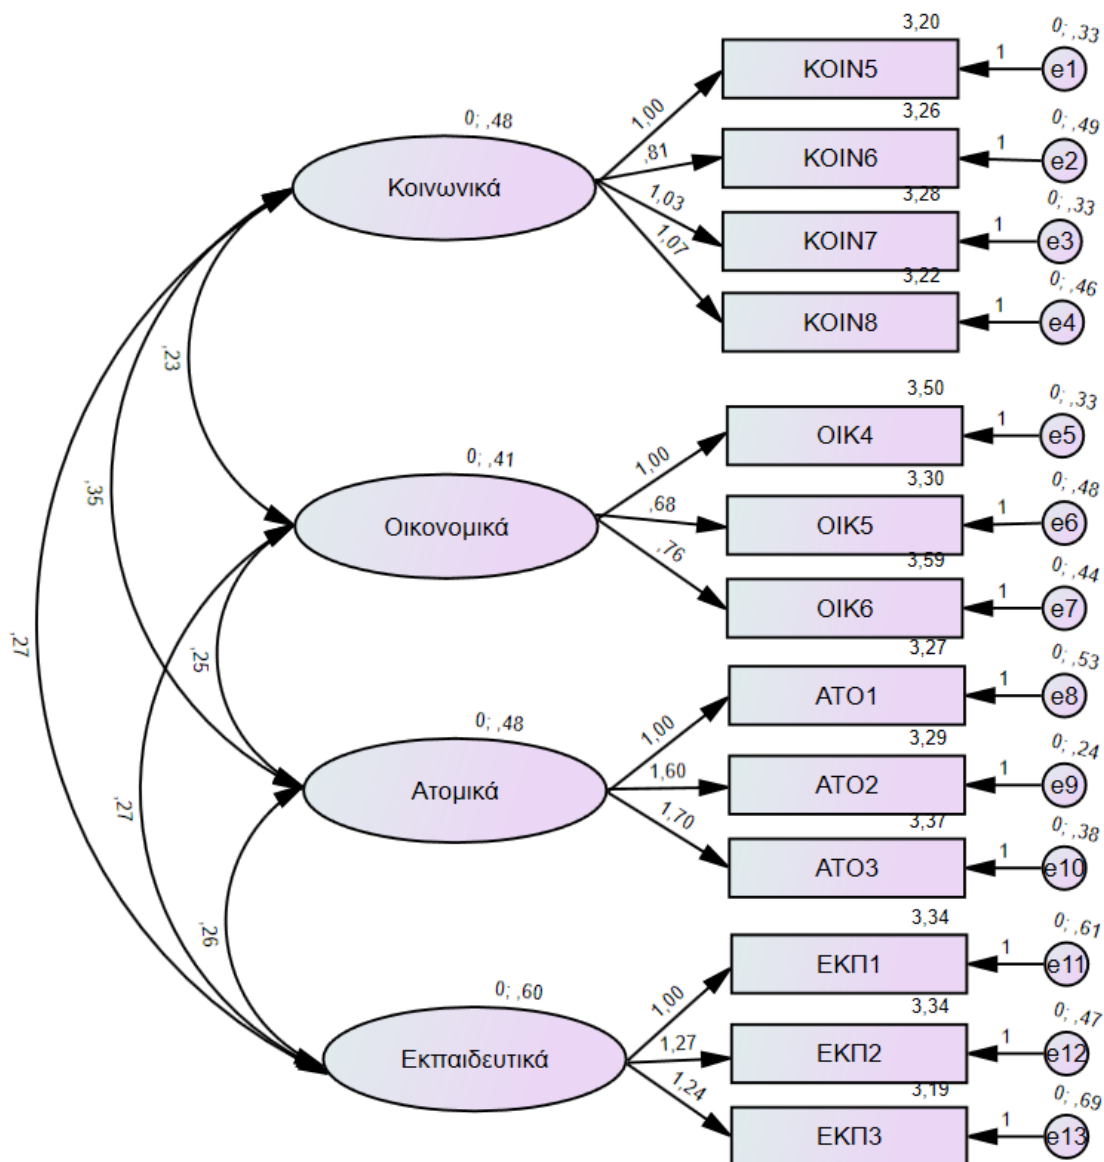 3,20
0; ,33
ΚΟΙΝ5
1
e1
1,00
0; ,48
3,26
0; ,49
ΚΟΙΝ6
1
e2
,81
Κοινωνικά
1,03
3,28
0; ,33
ΚΟΙΝ7
1
e3
1,07
3,22
0; ,46
ΚΟΙΝ8
1
e4
,23
3,50
0; ,33
ΟΙΚ4
1
e5
1,00
0; ,41
3,30
0; ,48
ΟΙΚ5
1
e6
,68
Οικονομικά
,35
,76
3,59
0; ,44
ΟΙΚ6
1
e7
,27
,25
3,27
0; ,53
ΑΤΟ1
1
e8
1,00
0; ,48
3,29
0; ,24
ΑΤΟ2
1
e9
1,60
Ατομικά
,27
1,70
3,37
0; ,38
ΑΤΟ3
1
e10
,26
3,34
0; ,61
ΕΚΠ1
1
e11
1,00
0; ,60
3,34
0; ,47
ΕΚΠ2
1
e12
1,27
Εκπαιδευτικά
1,24
3,19
0; ,69
ΕΚΠ3
1
e13